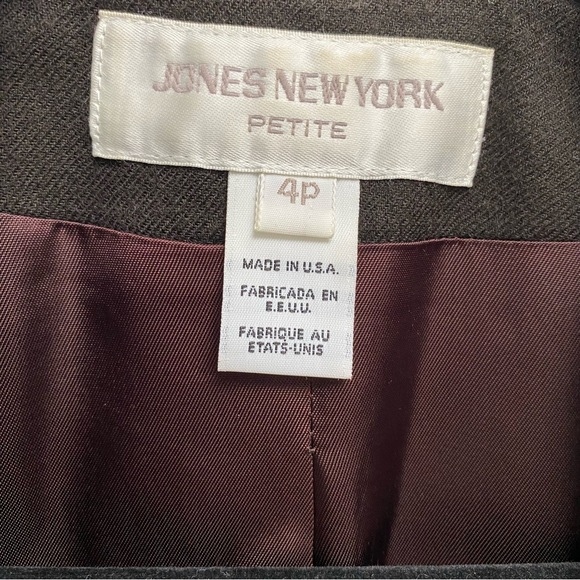 JONES NEW YORK
PETITE
4P
MADE IN U.S.A.
FABRICADA EN
E.E.U.U.
FABRIQUE AU
ETATS-UNIS